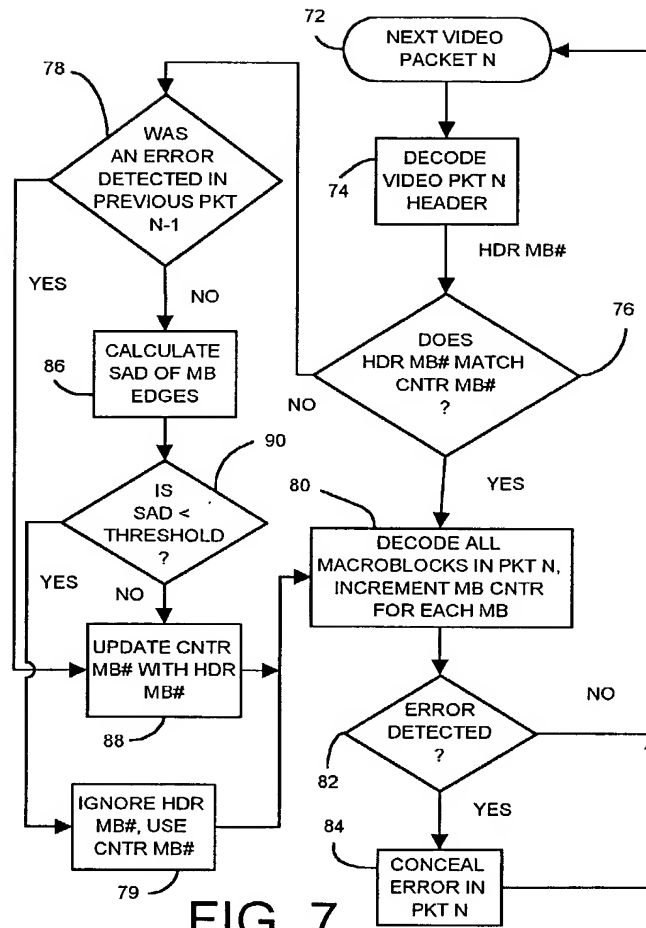 72
NEXT VIDEO
PACKET N
74
DECODE
VIDEO PKT N
HEADER
HDR MB#
76
DOES
HDR MB# MATCH
CNTR MB#
?
NO
YES
78
WAS
AN ERROR
DETECTED IN
PREVIOUS PKT
N-1
YES
NO
86
CALCULATE
SAD OF MB
EDGES
90
IS
SAD <
THRESHOLD
?
YES
NO
UPDATE CNTR
MB# WITH HDR
MB#
88
IGNORE HDR
MB#, USE
CNTR MB#
79
80
DECODE ALL
MACROBLOCKS IN PKT N,
INCREMENT MB CNTR
FOR EACH MB
82
ERROR
DETECTED
?
NO
YES
84
CONCEAL
ERROR IN
PKT N
FIG. 7